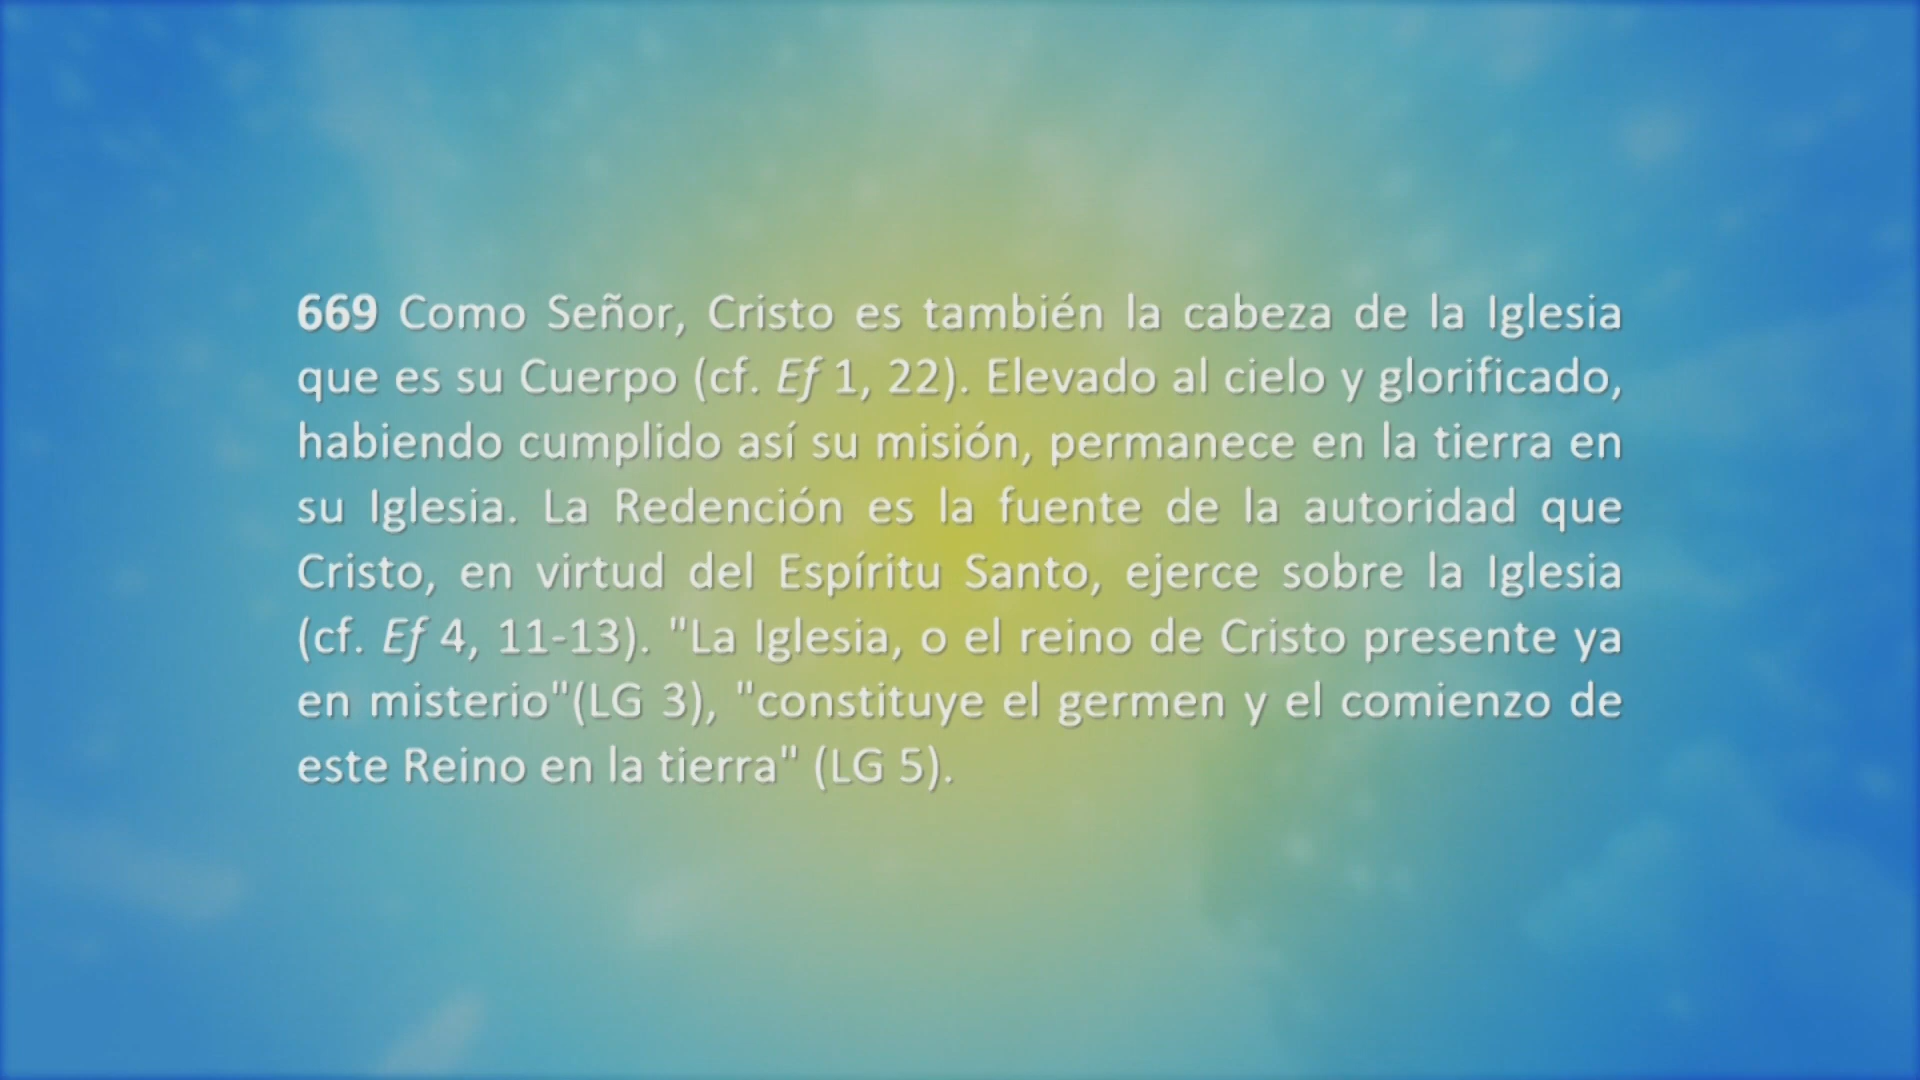 669 Como Señor, Cristo es también la cabeza de la Iglesia
que es su Cuerpo (cf. Ef 1, 22). Elevado al cielo y glorificado,
habiendo cumplido así su misión, permanece en la tierra en
su Iglesia. La Redención es la fuente de la autoridad que
Cristo, en virtud del Espíritu Santo, ejerce sobre la Iglesia
(cf. Ef 4, 11-13). "La Iglesia, o el reino de Cristo presente ya
en misterio"(LG 3), "constituye el germen y el comienzo de
este Reino en la tierra" (LG 5).